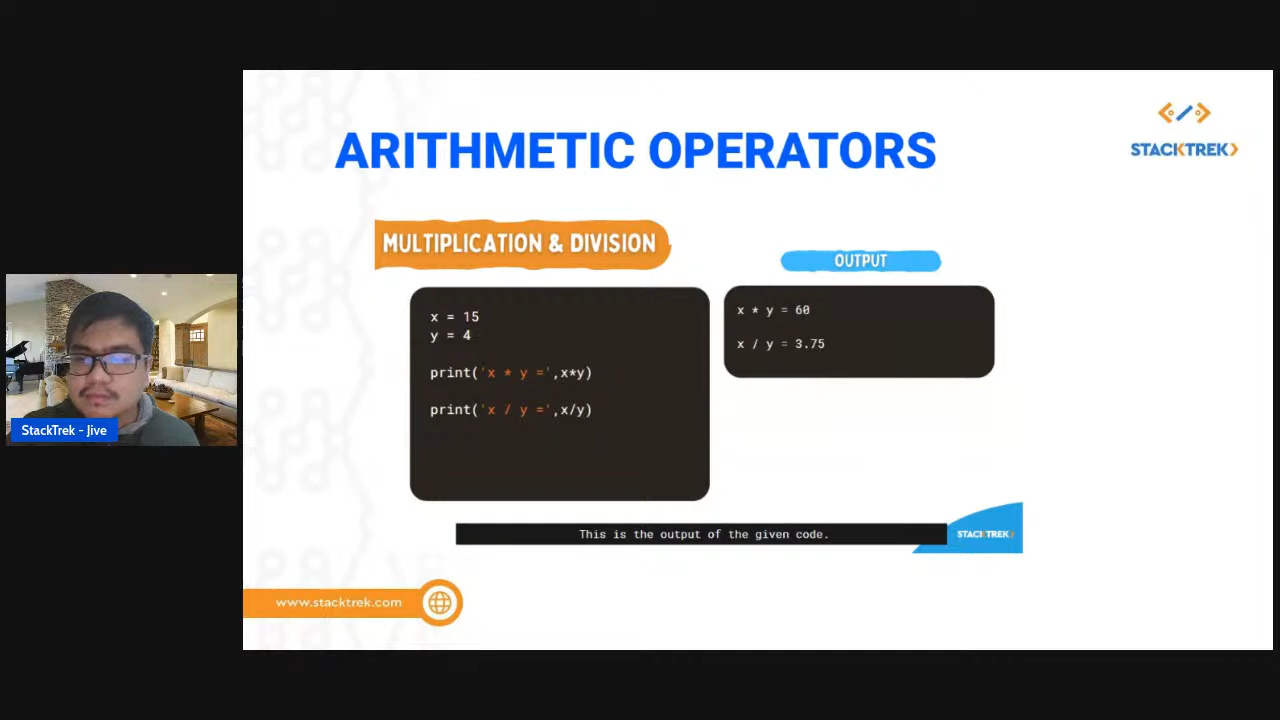 ARITHMETIC OPERATORS
STACKTREK
MULTIPLICATION & DIVISION
OUTPUT
x = 15
y = 4
print('x * y =',x*y)
print('x / y =',x/y)
x * y = 60
x / y = 3.75
This is the output of the given code.
STACKTREK
www.stacktrek.com
StackTrek - Jive